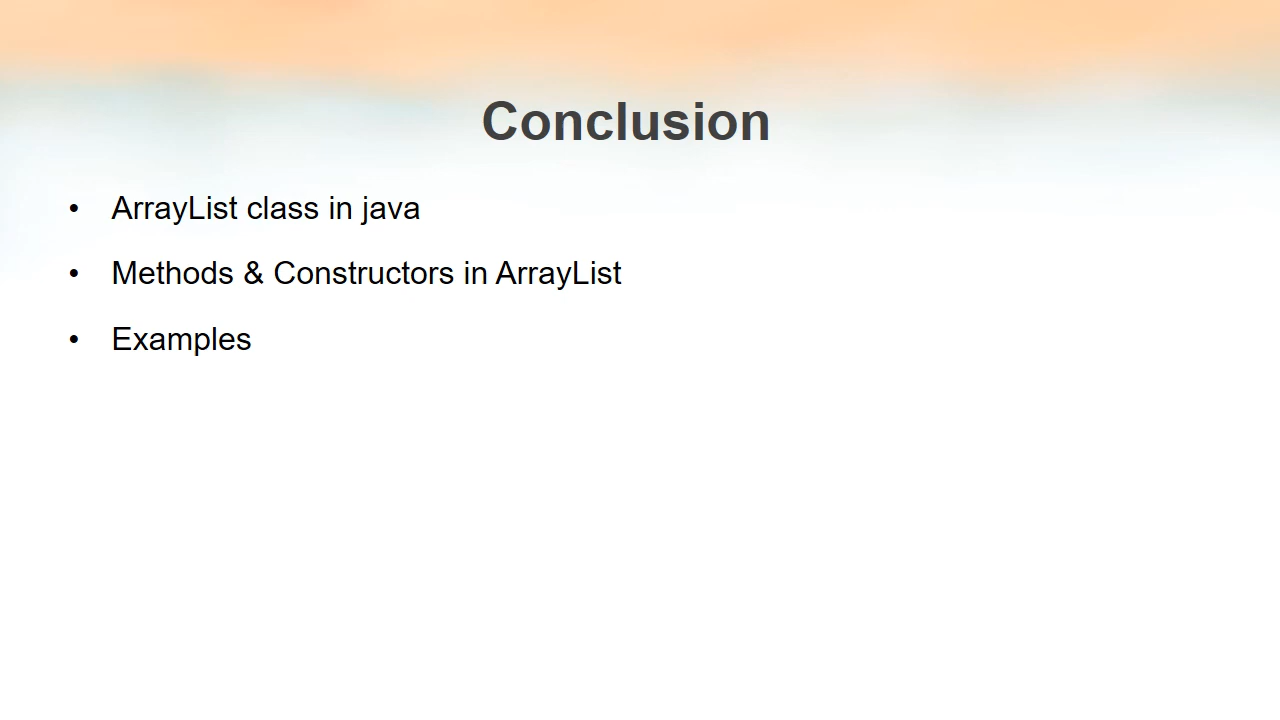 Conclusion
• ArrayList class in java
• Methods & Constructors in ArrayList
• Examples